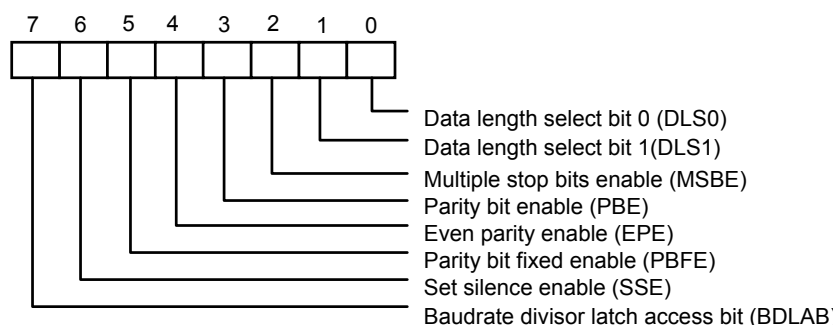 7 6 5 4 3 2 1 0
Data length select bit 0 (DLS0)
Data length select bit 1(DLS1)
Multiple stop bits enable (MSBE)
Parity bit enable (PBE)
Even parity enable (EPE)
Parity bit fixed enable (PBFE)
Set silence enable (SSE)
Baudrate divisor latch access bit (BDLAB)